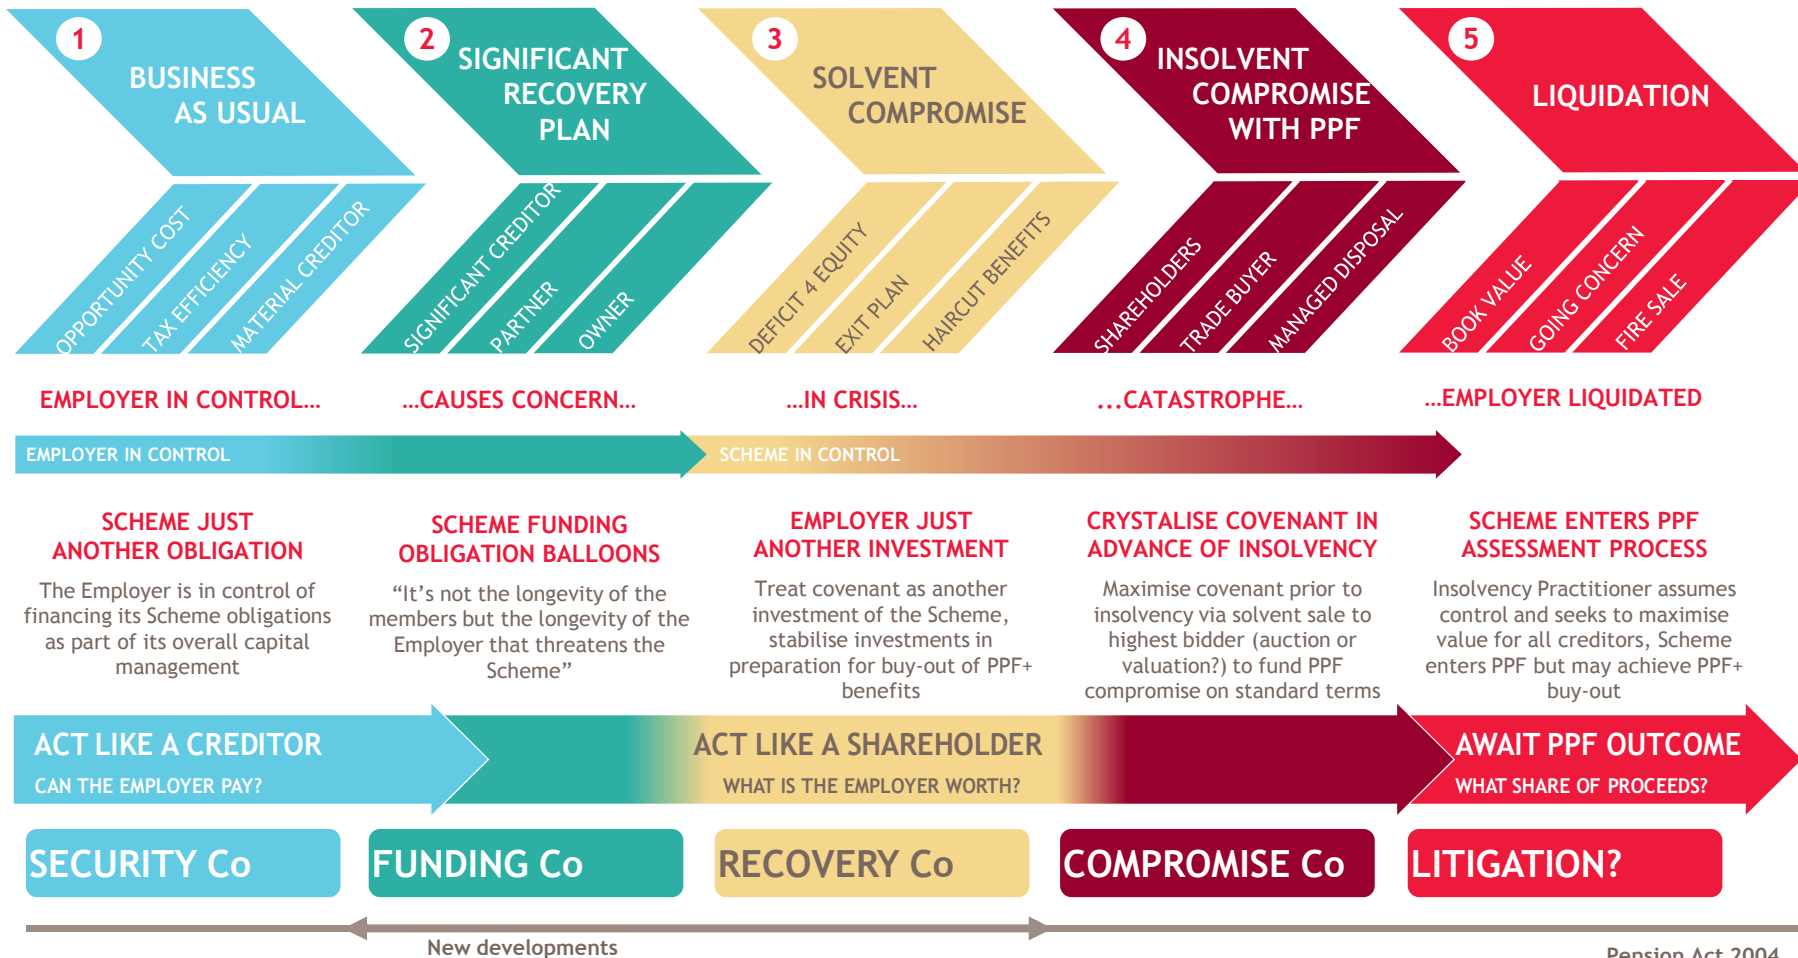 1
BUSINESS
AS USUAL
2
SIGNIFICANT
RECOVERY
PLAN
3
SOLVENT
COMPROMISE
4
INSOLVENT
COMPROMISE
WITH PPF
5
LIQUIDATION
OPPORTUNITY COST
TAX EFFICIENCY
MATERIAL CREDITOR
SIGNIFICANT CREDITOR
PARTNER
OWNER
DEFICIT 4 EQUITY
EXIT PLAN
HAIRCUT BENEFITS
SHAREHOLDERS
TRADE BUYER
MANAGED DISPOSAL
BOOK VALUE
GOING CONCERN
FIRE SALE
EMPLOYER IN CONTROL…
…CAUSES CONCERN…
…IN CRISIS…
...CATASTROPHE…
…EMPLOYER LIQUIDATED
EMPLOYER IN CONTROL
SCHEME IN CONTROL
SCHEME JUST
ANOTHER OBLIGATION
The Employer is in control of
financing its Scheme obligations
as part of its overall capital
management
SCHEME FUNDING
OBLIGATION BALLOONS
“It’s not the longevity of the
members but the longevity of the
Employer that threatens the
Scheme”
EMPLOYER JUST
ANOTHER INVESTMENT
Treat covenant as another
investment of the Scheme,
stabilise investments in
preparation for buy-out of PPF+
benefits
CRYSTALISE COVENANT IN
ADVANCE OF INSOLVENCY
Maximise covenant prior to
insolvency via solvent sale to
highest bidder (auction or
valuation?) to fund PPF
compromise on standard terms
SCHEME ENTERS PPF
ASSESSMENT PROCESS
Insolvency Practitioner assumes
control and seeks to maximise
value for all creditors, Scheme
enters PPF but may achieve PPF+
buy-out
ACT LIKE A CREDITOR
CAN THE EMPLOYER PAY?
ACT LIKE A SHAREHOLDER
WHAT IS THE EMPLOYER WORTH?
AWAIT PPF OUTCOME
WHAT SHARE OF PROCEEDS?
SECURITY Co
FUNDING Co
RECOVERY Co
COMPROMISE Co
LITIGATION?
New developments
Pension Act 2004